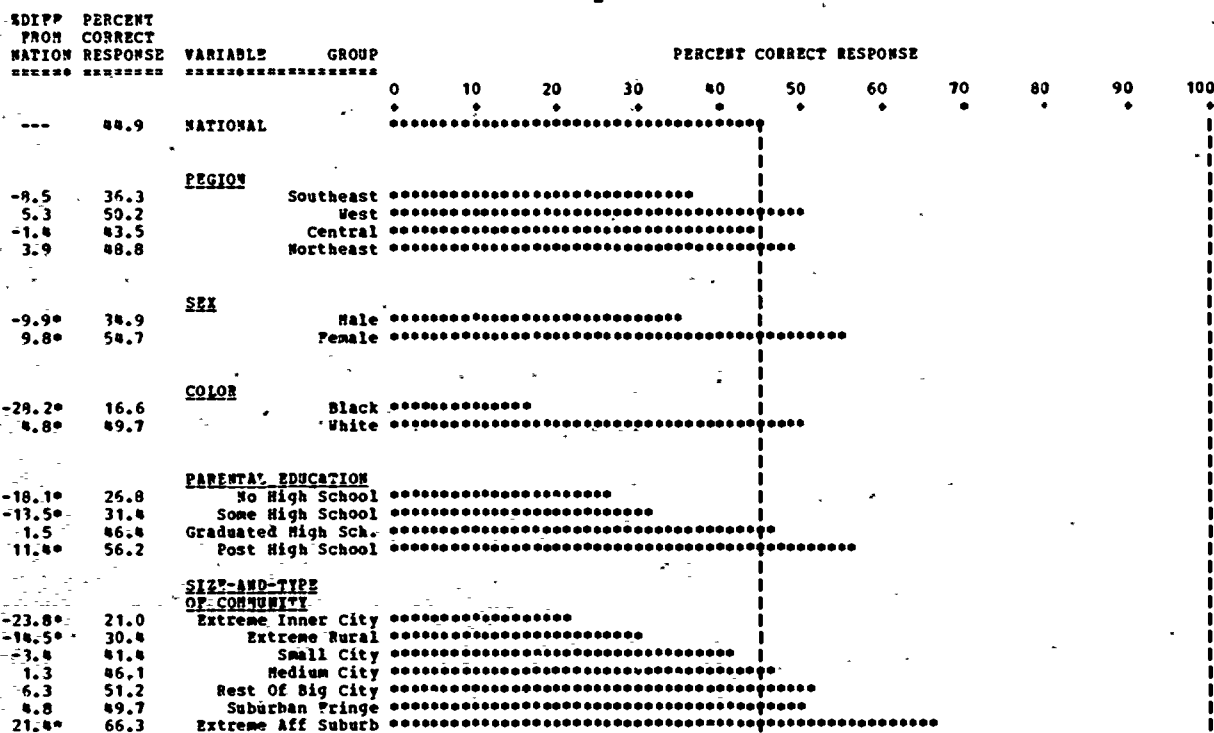 %DIFF PERCENT
FROM CORRECT
NATION RESPONSE VARIABLE GROUP PERCENT CORRECT RESPONSE
0 10 20 30 40 50 60 70 80 90 100
--- 44.9 NATIONAL
REGION
-8.5 36.3 Southeast
5.3 50.2 West
-1.4 43.5 Central
3.9 48.8 Northeast
SEX
-9.9* 34.9 Male
9.8* 54.7 Female
COLOR
-28.2* 16.6 Black
4.8* 49.7 White
PARENTAL EDUCATION
-18.1* 26.8 No High School
-13.5* 31.4 Some High School
1.5 46.4 Graduated High Sch.
11.4* 56.2 Post High School
SIZE-AND-TYPE
OF COMMUNITY
-23.8* 21.0 Extreme Inner City
-14.5* 30.4 Extreme Rural
-3.4 41.4 Small City
1.3 46.1 Medium City
6.3 51.2 Rest Of Big City
4.8 49.7 Suburban Fringe
21.4* 66.3 Extreme Aff Suburb